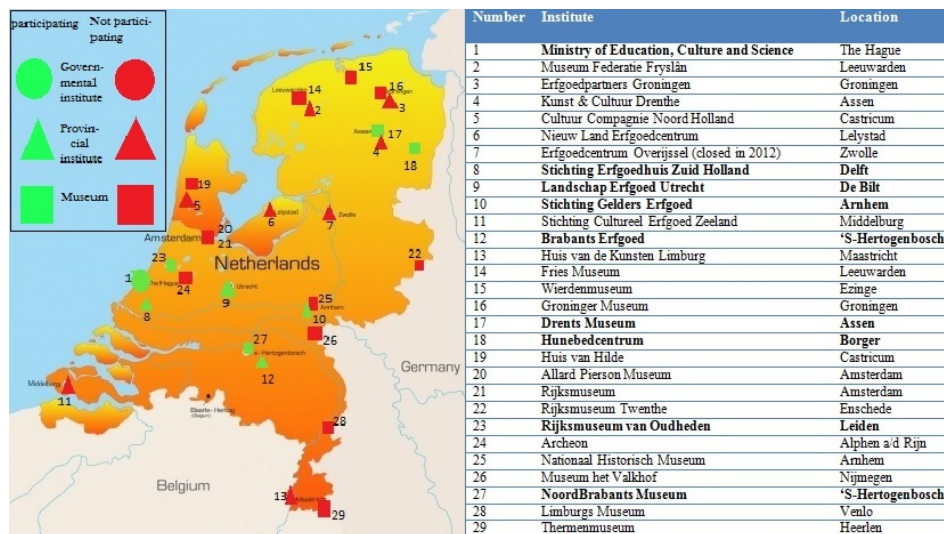 participating
Not partici-
pating
Govern-
mental
institute
Provin-
cial
institute
Museum
15
14
16
Leeuwarden
2
3
Assen
17
4
18
19
5
6
Lelystad
7
Zwolle
Amsterdam
20
21
22
Netherlands
23
1
The Hague
24
Utrecht
9
8
25
Arnhem
10
26
27
s-Hertogenbosch
12
Germany
Middelburg
11
Baarle-Hertog
(Belgium)
28
Belgium
13
Maastricht
29
Number Institute Location
1 Ministry of Education, Culture and Science The Hague
2 Museum Federatie Fryslân Leeuwarden
3 Erfgoedpartners Groningen Groningen
4 Kunst & Cultuur Drenthe Assen
5 Cultuur Compagnie Noord Holland Castricum
6 Nieuw Land Erfgoedcentrum Lelystad
7 Erfgoedcentrum Overijssel (closed in 2012) Zwolle
8 Stichting Erfgoedhuis Zuid Holland Delft
9 Landschap Erfgoed Utrecht De Bilt
10 Stichting Gelders Erfgoed Arnhem
11 Stichting Cultureel Erfgoed Zeeland Middelburg
12 Brabants Erfgoed ‘S-Hertogenbosch
13 Huis van de Kunsten Limburg Maastricht
14 Fries Museum Leeuwarden
15 Wierdenmuseum Ezinge
16 Groninger Museum Groningen
17 Drents Museum Assen
18 Hunebedcentrum Borger
19 Huis van Hilde Castricum
20 Allard Pierson Museum Amsterdam
21 Rijksmuseum Amsterdam
22 Rijksmuseum Twenthe Enschede
23 Rijksmuseum van Oudheden Leiden
24 Archeon Alphen a/d Rijn
25 Nationaal Historisch Museum Arnhem
26 Museum het Valkhof Nijmegen
27 NoordBrabants Museum ‘S-Hertogenbosch
28 Limburgs Museum Venlo
29 Thermenmuseum Heerlen